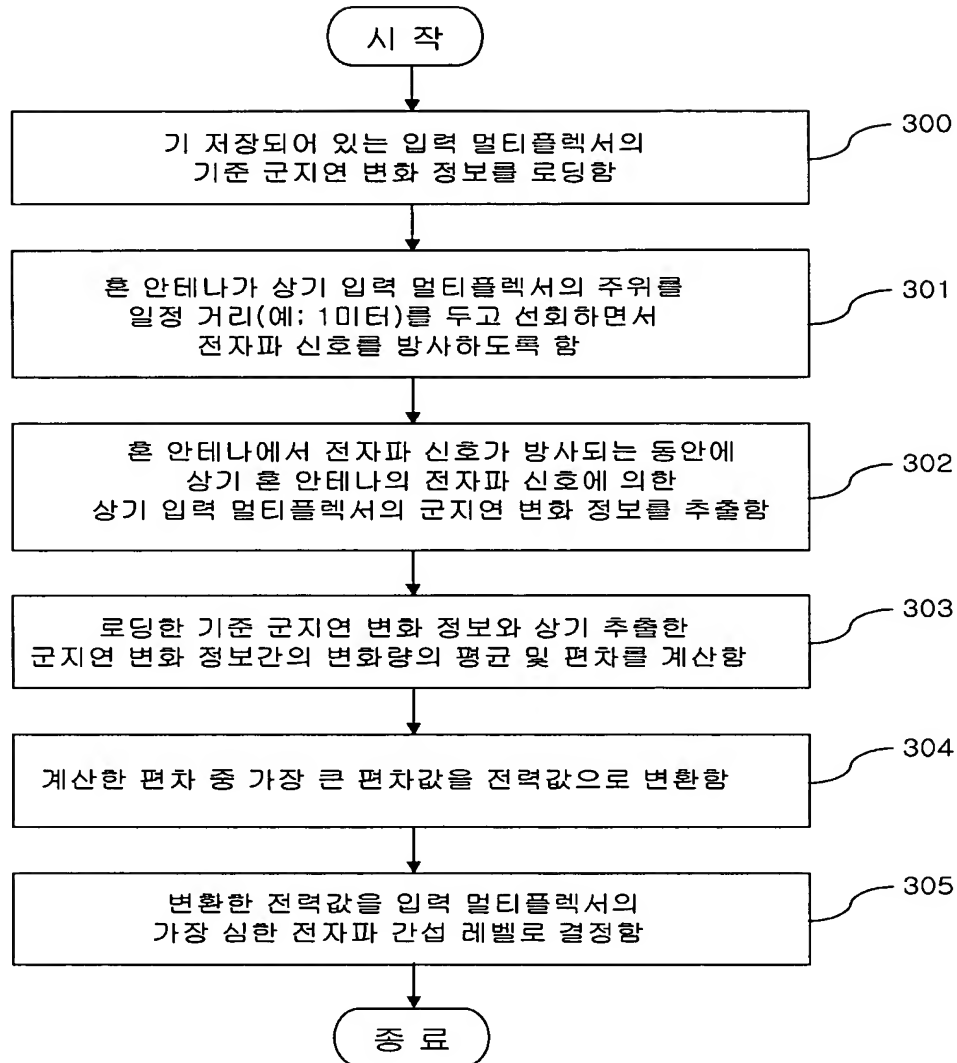 시 작
기 저장되어 있는 입력 멀티플렉서의
기준 군지연 변화 정보를 로딩함
300
혼 안테나가 상기 입력 멀티플렉서의 주위를
일정 거리(예: 1미터)를 두고 선회하면서
전자파 신호를 방사하도록 함
301
혼 안테나에서 전자파 신호가 방사되는 동안에
상기 혼 안테나의 전자파 신호에 의한
상기 입력 멀티플렉서의 군지연 변화 정보를 추출함
302
로딩한 기준 군지연 변화 정보와 상기 추출한
군지연 변화 정보간의 변화량의 평균 및 편차를 계산함
303
계산한 편차 중 가장 큰 편차값을 전력값으로 변환함
304
변환한 전력값을 입력 멀티플렉서의
가장 심한 전자파 간섭 레벨로 결정함
305
종 료